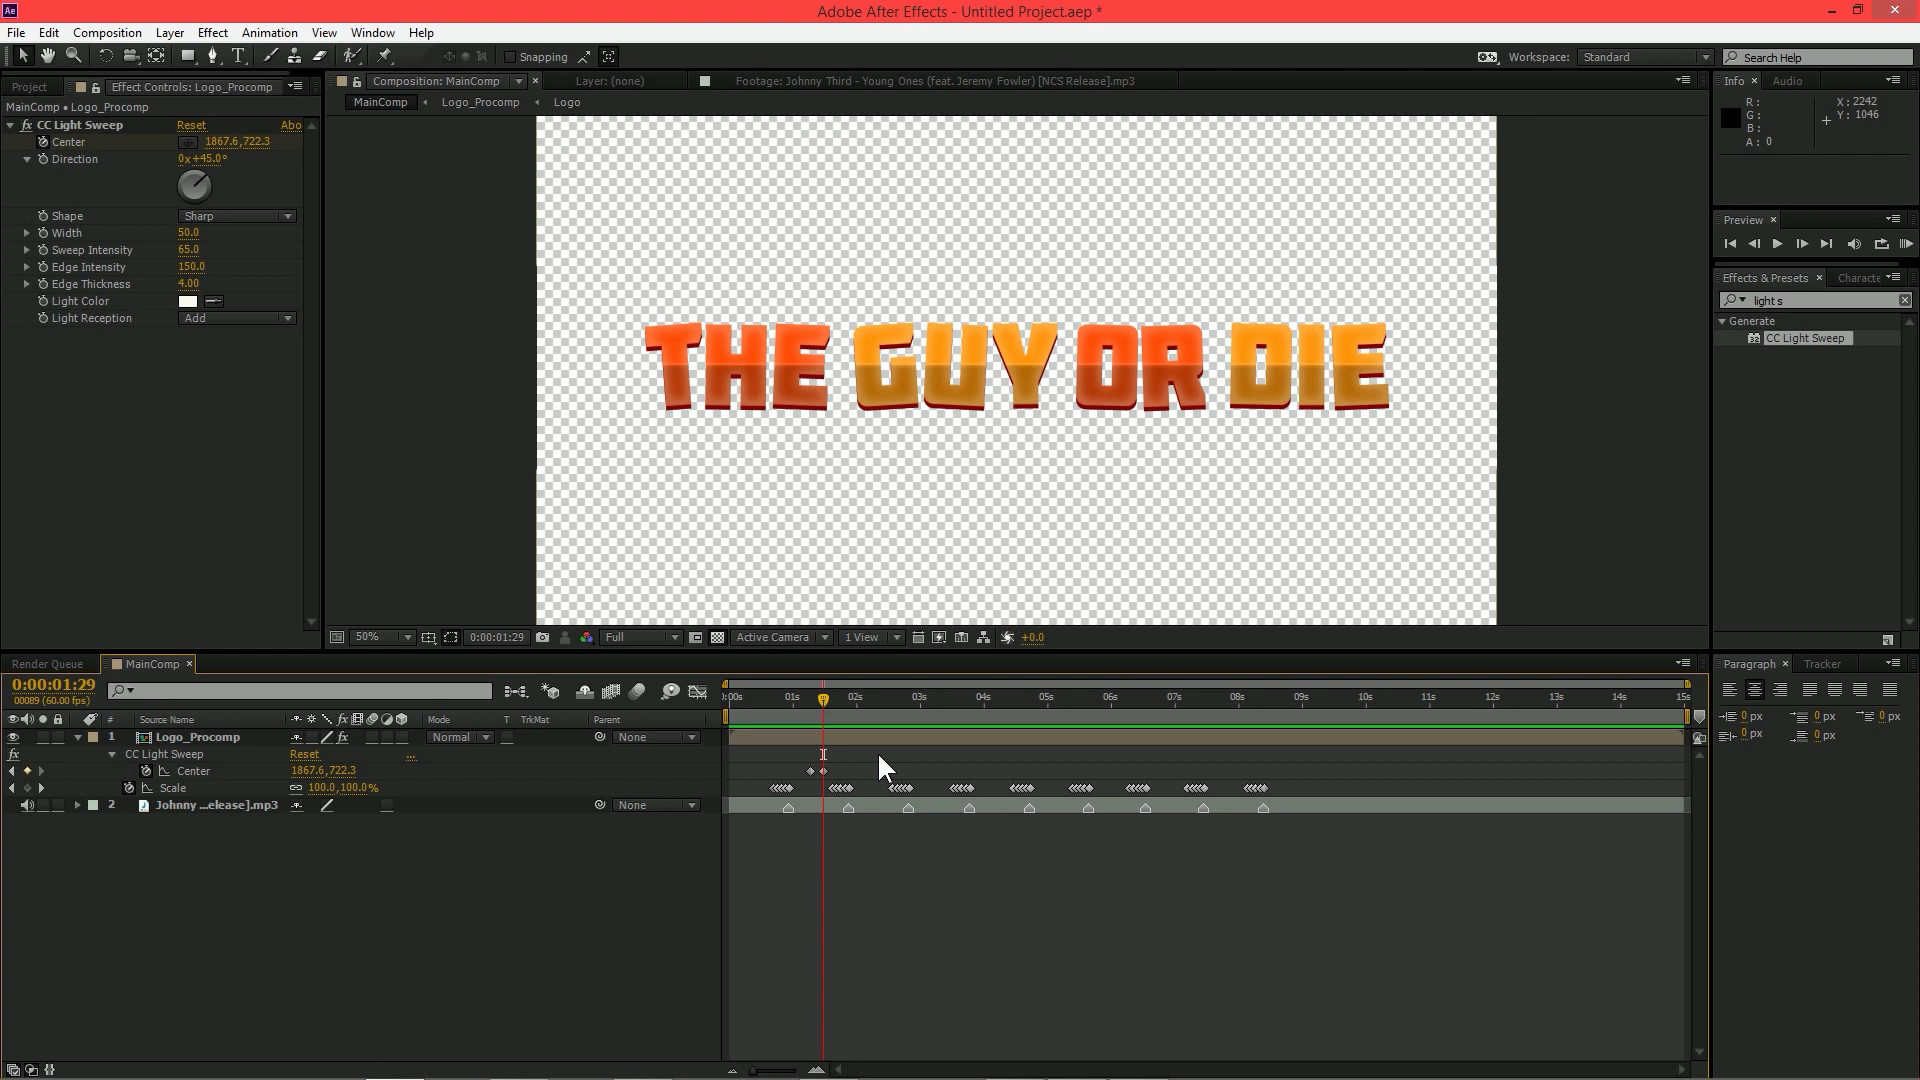 Ae
Adobe After Effects - Untitled Project.aep *
File Edit Composition Layer Effect Animation View Window Help
Snapping
Workspace: Standard
Search Help
Project Effect Controls: Logo_Procomp
MainComp • Logo_Procomp
fx CC Light Sweep Reset Abo
Center 1867.6,722.3
Direction 0x+45.0°
Shape Sharp
Width 50.0
Sweep Intensity 65.0
Edge Intensity 150.0
Edge Thickness 4.00
Light Color
Light Reception Add
Composition: MainComp Layer: (none) Footage: Johnny Third - Young Ones (feat. Jeremy Fowler) [NCS Release].mp3
MainComp Logo_Procomp Logo
THE GUY OR DIE
50% 0:00:01:29 Full Active Camera 1 View +0.0
Info Audio
R: X: 2242
G: Y: 1046
B:
A: 0
Preview
Effects & Presets Characte
light s
Generate
32 CC Light Sweep
Paragraph Tracker
0 px 0 px 0 px
0 px 0 px
Render Queue MainComp
0:00:01:29
00089 (60.00 fps)
# Source Name fx Mode T TrkMat Parent
1 Logo_Procomp fx Normal None
fx CC Light Sweep Reset ...
Center 1867.6,722.3
Scale 100.0,100.0%
2 Johnny ...elease].mp3 None
:00s 01s 02s 03s 04s 05s 06s 07s 08s 09s 10s 11s 12s 13s 14s 15s